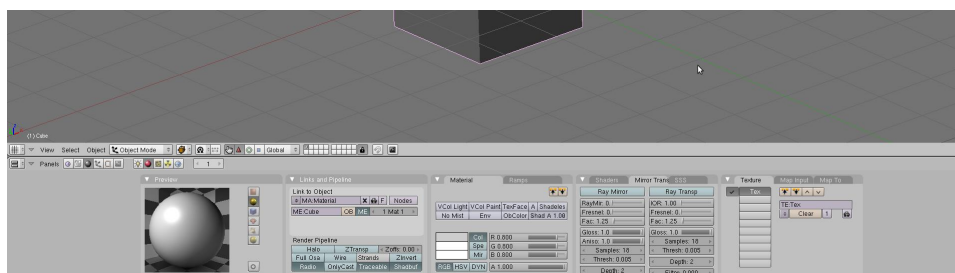 (1) Cube
View Select Object Object Mode Global
Panels 1
Preview
Links and Pipeline
Link to Object
MA:Material X F Nodes
ME:Cube OB ME 1 Mat 1
Render Pipeline
Halo ZTransp Zoffs: 0.00
Full Osa Wire Strands ZInvert
Radio OnlyCast Traceable Shadbuf
Material Ramps
VCol Light VCol Paint TexFace A Shadeles
No Mist Env ObColor Shad A 1.00
Col R 0.800
Spe G 0.800
Mir B 0.800
RGB HSV DYN A 1.000
Shaders Mirror Trans SSS
Ray Mirror Ray Transp
RayMir: 0. IOR: 1.00
Fresnel: 0. Fresnel: 0.
Fac: 1.25 Fac: 1.25
Gloss: 1.0 Gloss: 1.0
Aniso: 1.0 Samples: 18
Samples: 18 Thresh: 0.005
Thresh: 0.005 Depth: 2
Depth: 2 Filter: 0.000
Texture Map Input Map To
Tex
TE:Tex
Clear 1